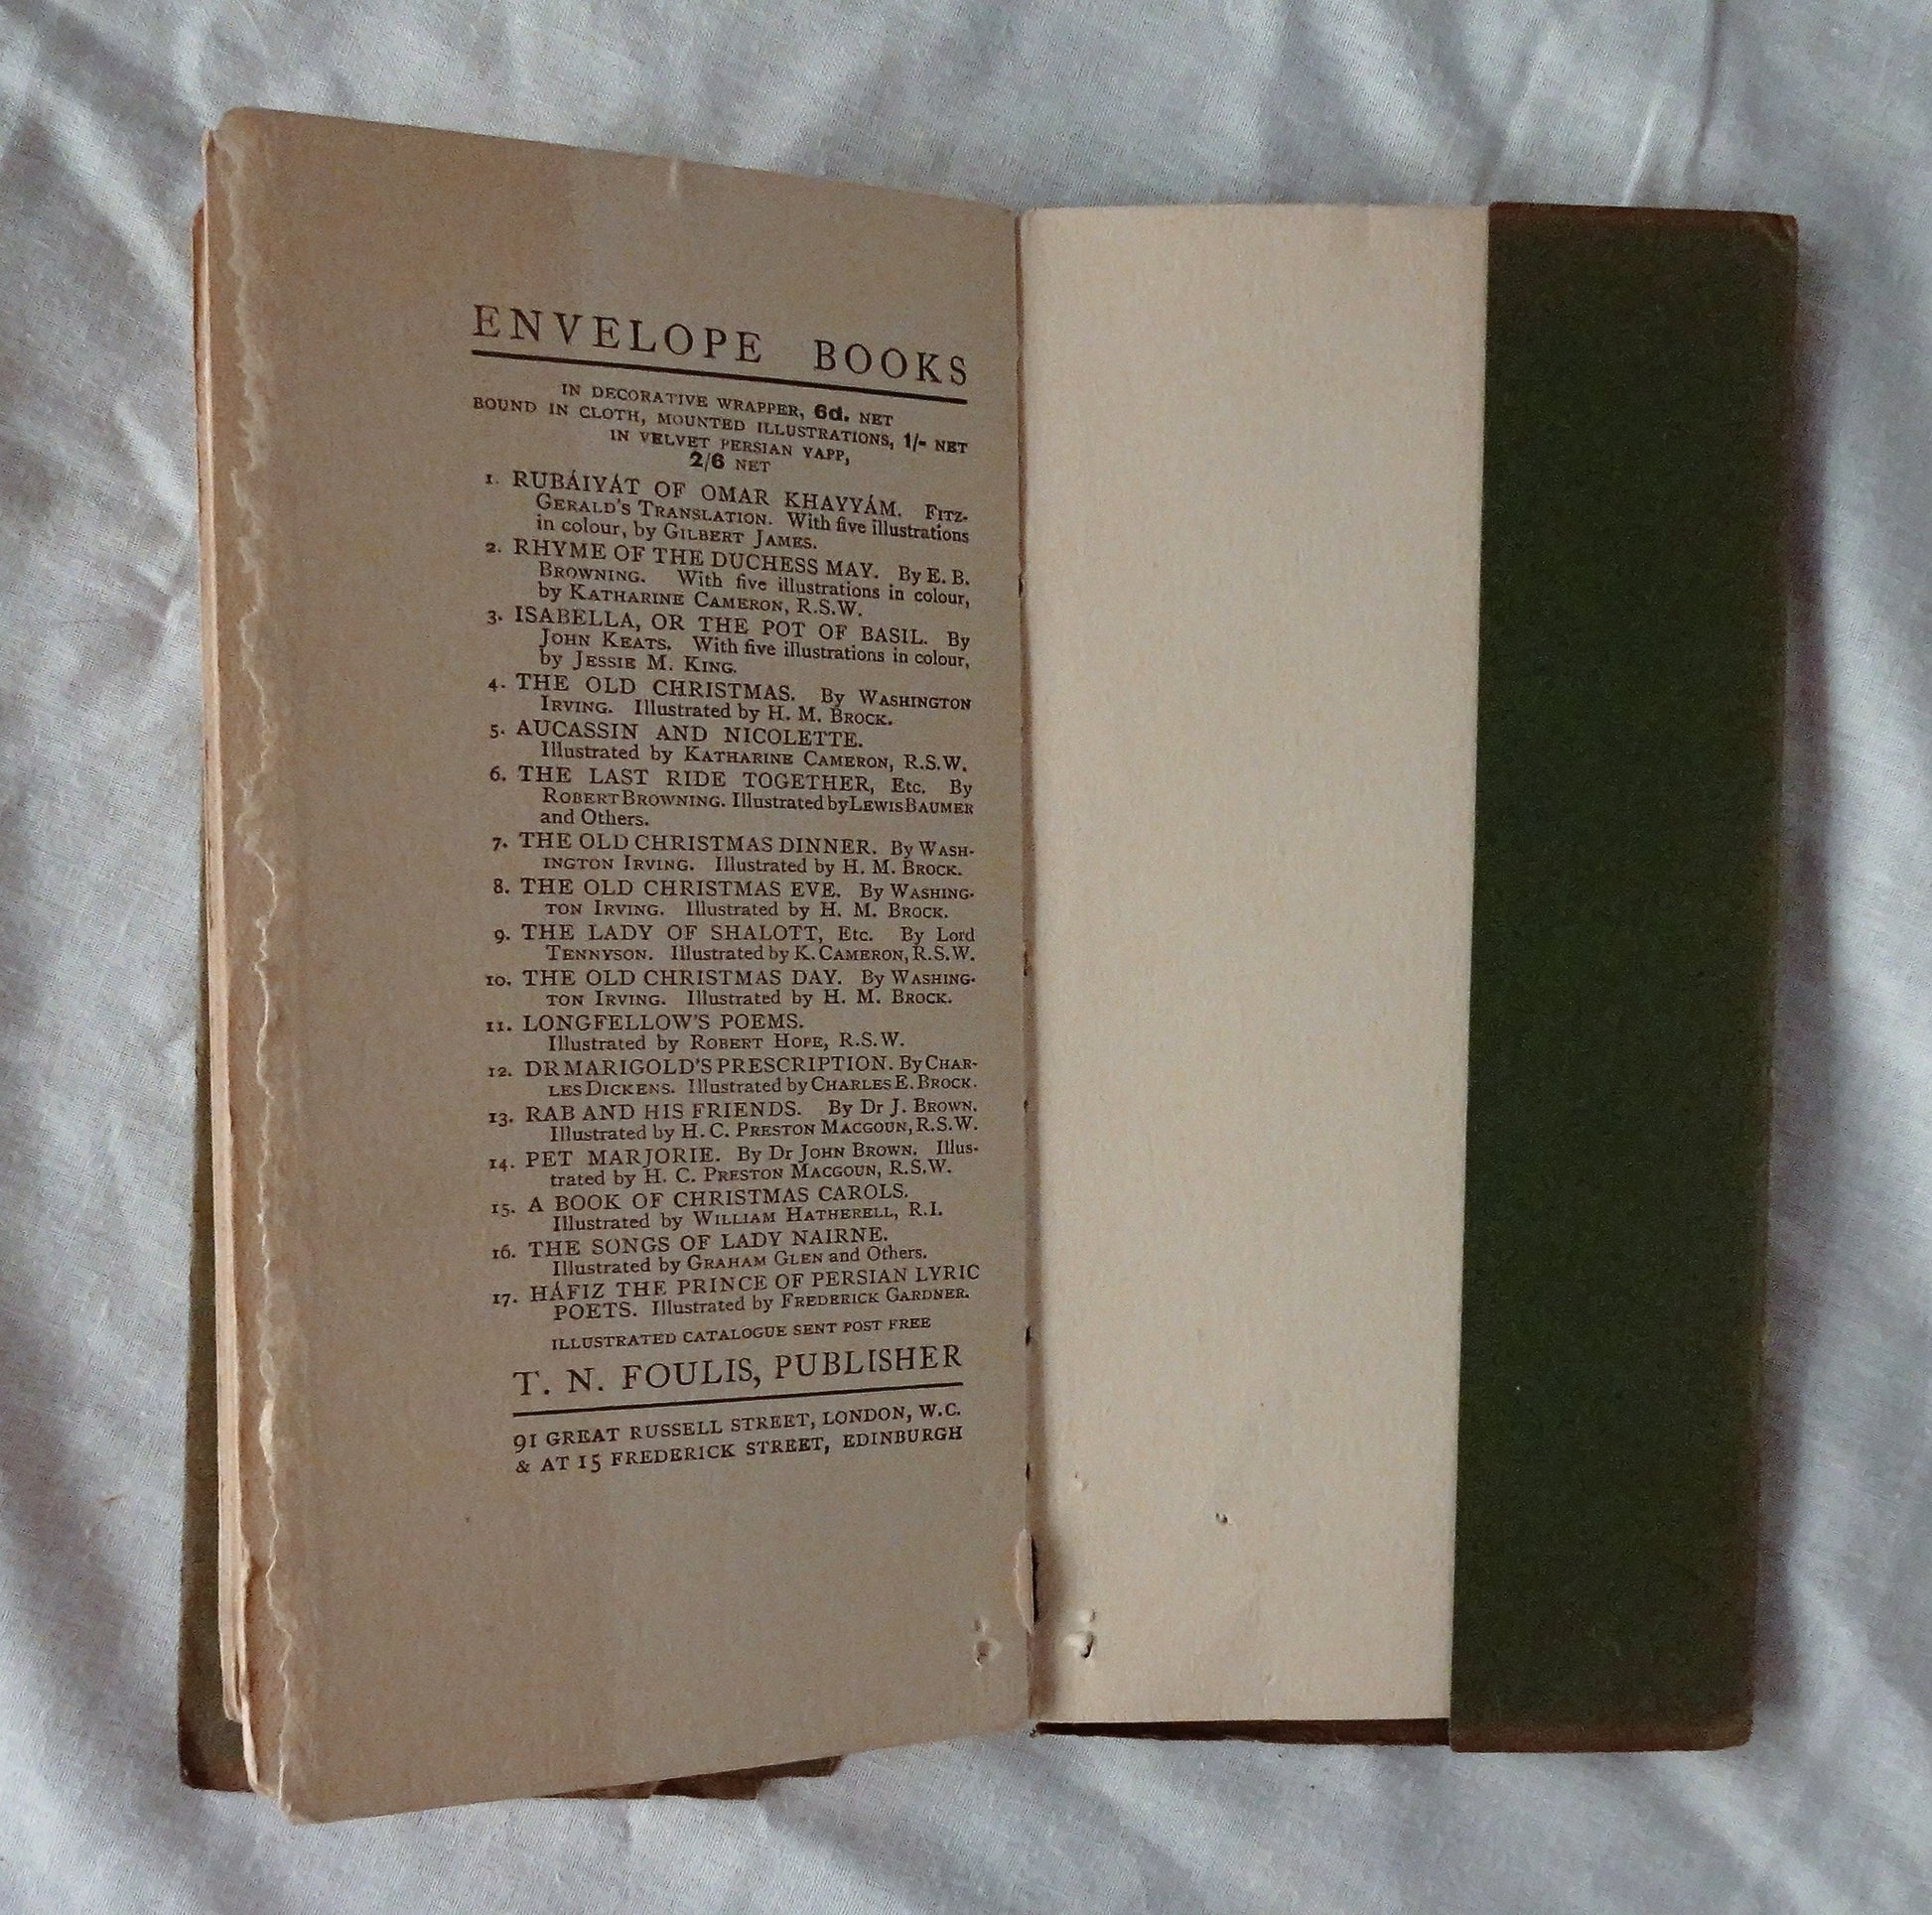 ENVELOPE BOOKS
IN DECORATIVE WRAPPER, 6d. NET
BOUND IN CLOTH, MOUNTED ILLUSTRATIONS, 1/- NET
IN VELVET PERSIAN YAPP,
2/6 NET
1. RUBÁIYÁT OF OMAR KHAYYÁM. FITZ-
GERALD'S TRANSLATION. With five illustrations
in colour, by GILBERT JAMES.
2. RHYME OF THE DUCHESS MAY. By E. B.
BROWNING. With five illustrations in colour,
by KATHARINE CAMERON, R.S.W.
3. ISABELLA, OR THE POT OF BASIL. By
JOHN KEATS. With five illustrations in colour,
by JESSIE M. KING.
4. THE OLD CHRISTMAS. By WASHINGTON
IRVING. Illustrated by H. M. BROCK.
5. AUCASSIN AND NICOLETTE.
Illustrated by KATHARINE CAMERON, R.S.W.
6. THE LAST RIDE TOGETHER, Etc. By
ROBERT BROWNING. Illustrated by LEWIS BAUMER
and Others.
7. THE OLD CHRISTMAS DINNER. By WASH-
INGTON IRVING. Illustrated by H. M. BROCK.
8. THE OLD CHRISTMAS EVE. By WASHING-
TON IRVING. Illustrated by H. M. BROCK.
9. THE LADY OF SHALOTT, Etc. By Lord
TENNYSON. Illustrated by K. CAMERON, R.S.W.
10. THE OLD CHRISTMAS DAY. By WASHING-
TON IRVING. Illustrated by H. M. BROCK.
11. LONGFELLOW'S POEMS.
Illustrated by ROBERT HOPE, R.S.W.
12. DR MARIGOLD'S PRESCRIPTION. By CHAR-
LES DICKENS. Illustrated by CHARLES E. BROCK.
13. RAB AND HIS FRIENDS. By Dr J. BROWN.
Illustrated by H. C. PRESTON MACGOUN, R.S.W.
14. PET MARJORIE. By Dr JOHN BROWN. Illus-
trated by H. C. PRESTON MACGOUN, R.S.W.
15. A BOOK OF CHRISTMAS CAROLS.
Illustrated by WILLIAM HATHERELL, R.I.
16. THE SONGS OF LADY NAIRNE.
Illustrated by GRAHAM GLEN and Others.
17. HÁFIZ THE PRINCE OF PERSIAN LYRIC
POETS. Illustrated by FREDERICK GARDNER.
ILLUSTRATED CATALOGUE SENT POST FREE
T. N. FOULIS, PUBLISHER
91 GREAT RUSSELL STREET, LONDON, W.C.
& AT 15 FREDERICK STREET, EDINBURGH